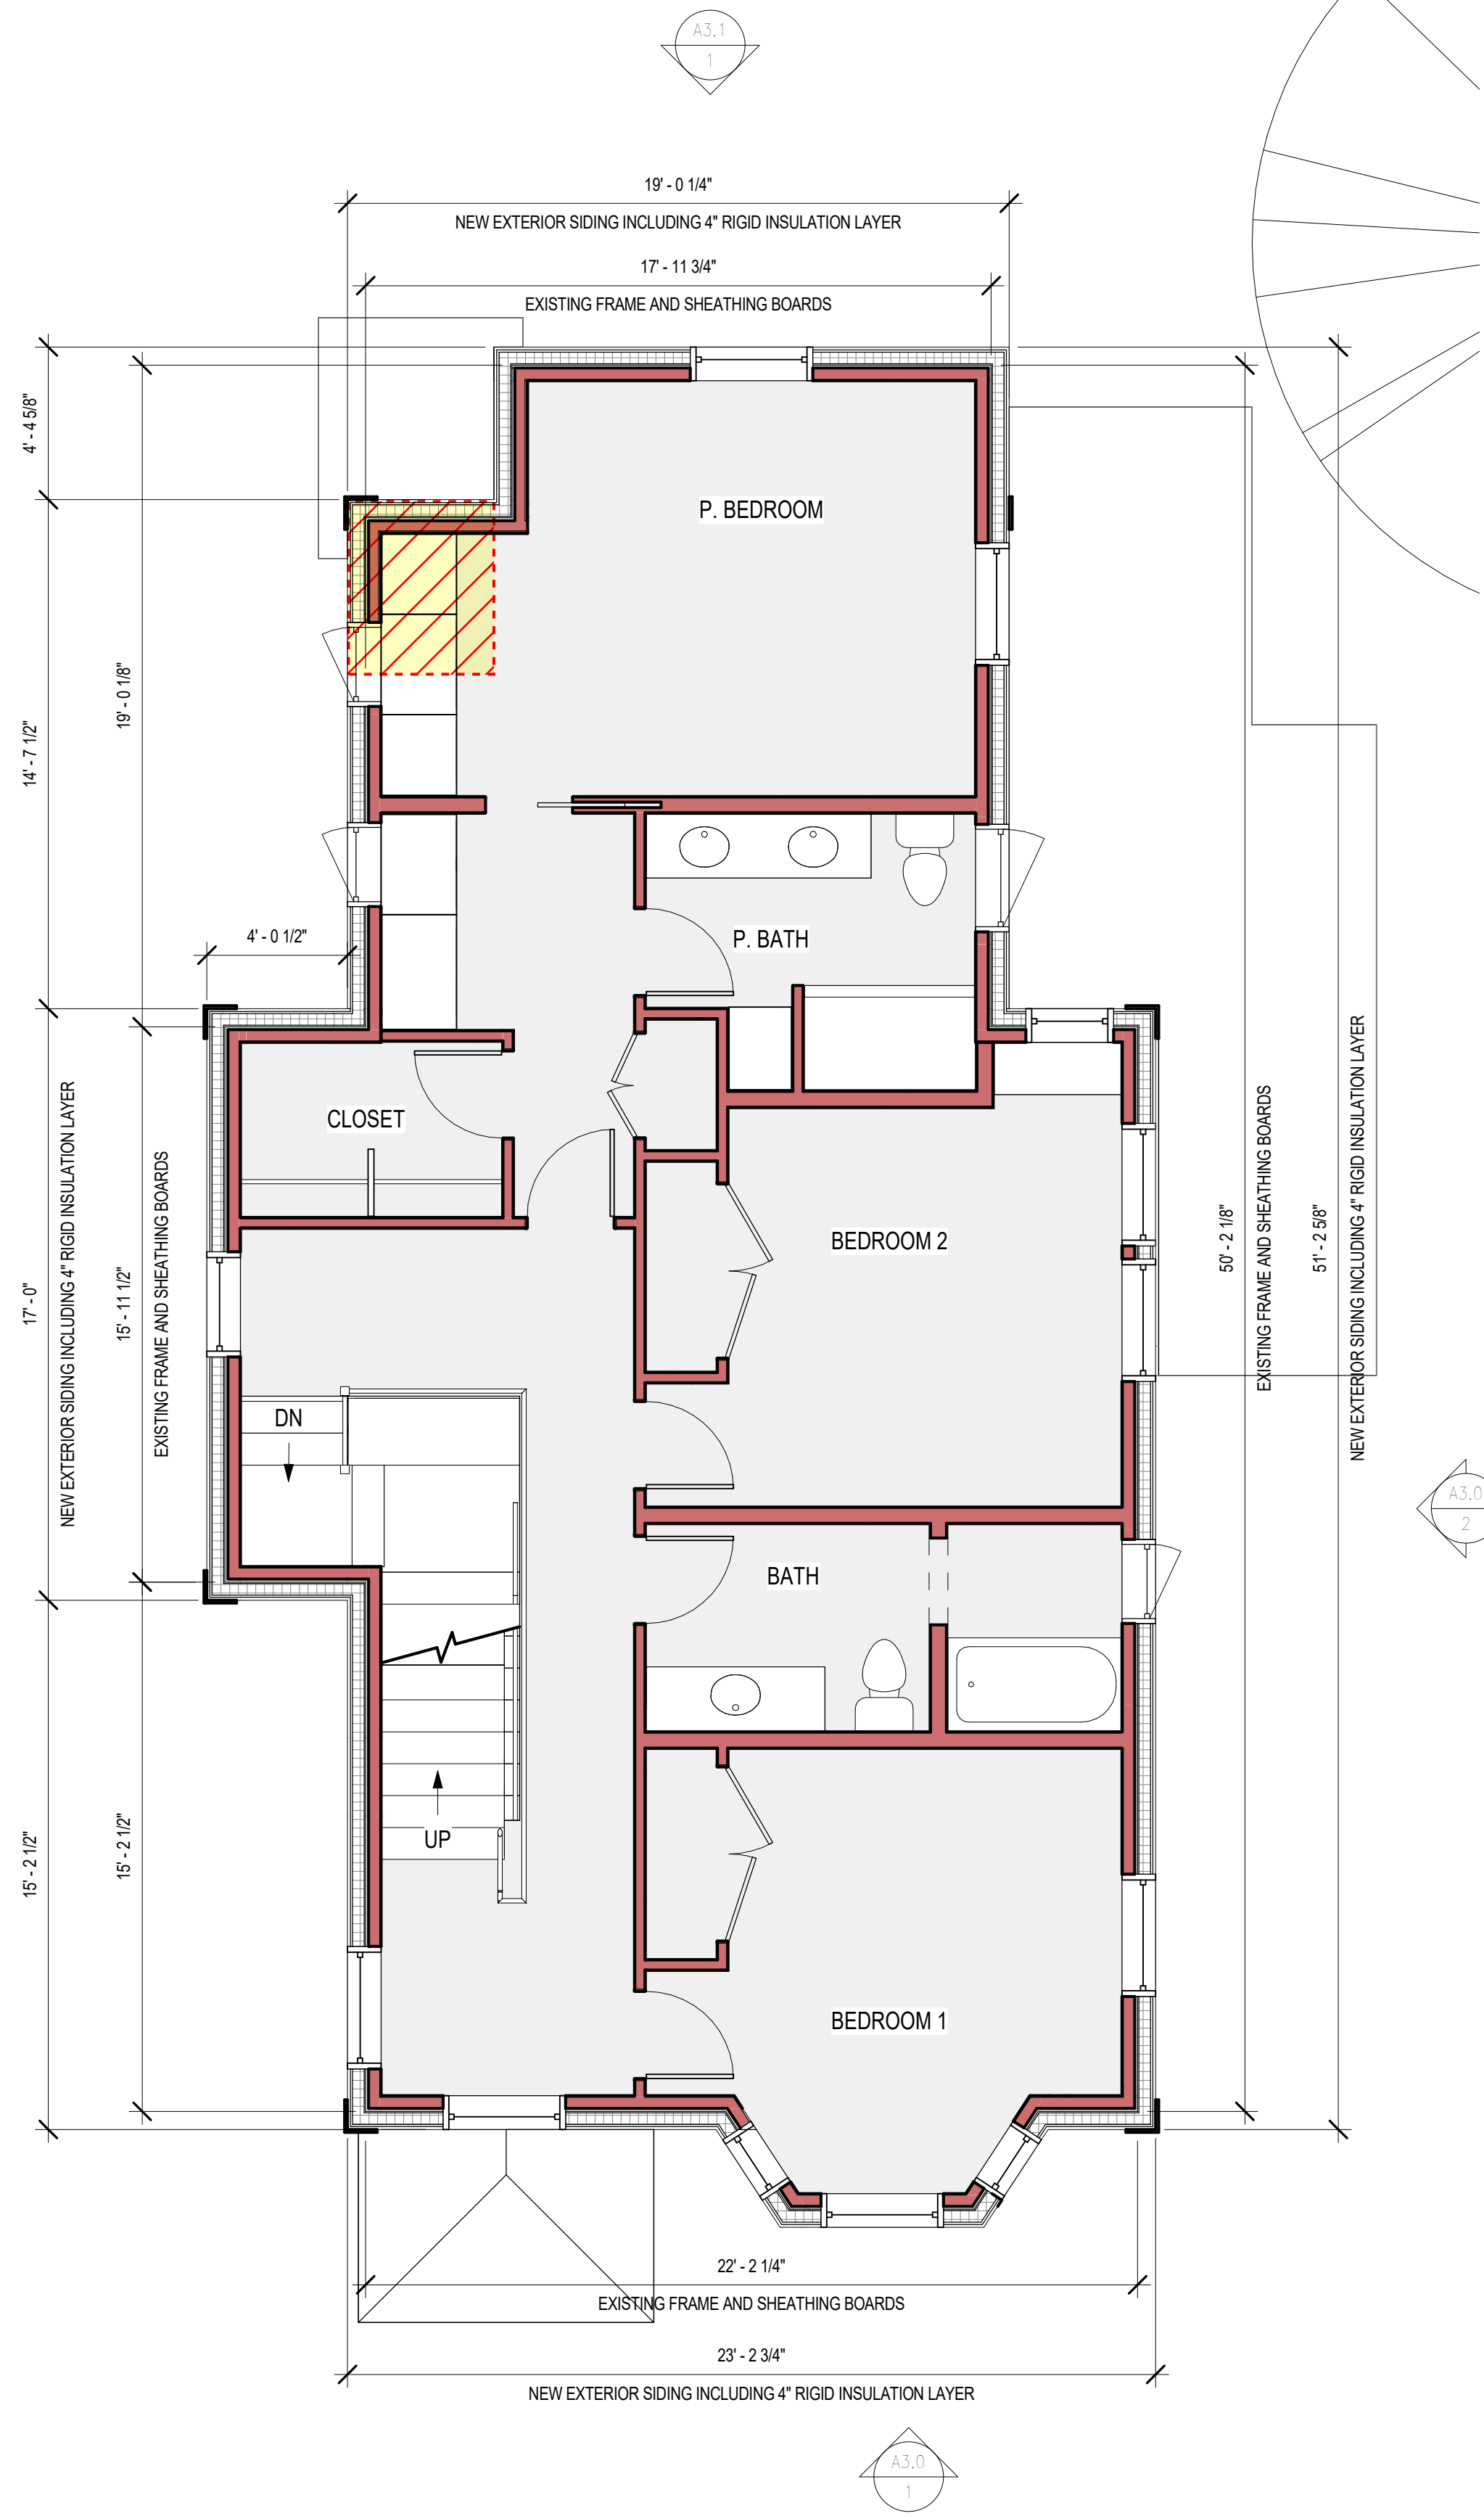 A3.1
1
19' - 0 1/4"
NEW EXTERIOR SIDING INCLUDING 4" RIGID INSULATION LAYER
17' - 11 3/4"
EXISTING FRAME AND SHEATHING BOARDS
4' - 4 5/8"
P. BEDROOM
19' - 0 1/8"
14' - 7 1/2"
4' - 0 1/2"
P. BATH
CLOSET
NEW EXTERIOR SIDING INCLUDING 4" RIGID INSULATION LAYER
EXISTING FRAME AND SHEATHING BOARDS
BEDROOM 2
50' - 2 1/8"
EXISTING FRAME AND SHEATHING BOARDS
51' - 2 5/8"
NEW EXTERIOR SIDING INCLUDING 4" RIGID INSULATION LAYER
17' - 0"
15' - 11 1/2"
DN
A3.0
2
BATH
UP
15' - 2 1/2"
15' - 2 1/2"
BEDROOM 1
22' - 2 1/4"
EXISTING FRAME AND SHEATHING BOARDS
23' - 2 3/4"
NEW EXTERIOR SIDING INCLUDING 4" RIGID INSULATION LAYER
A3.0
1